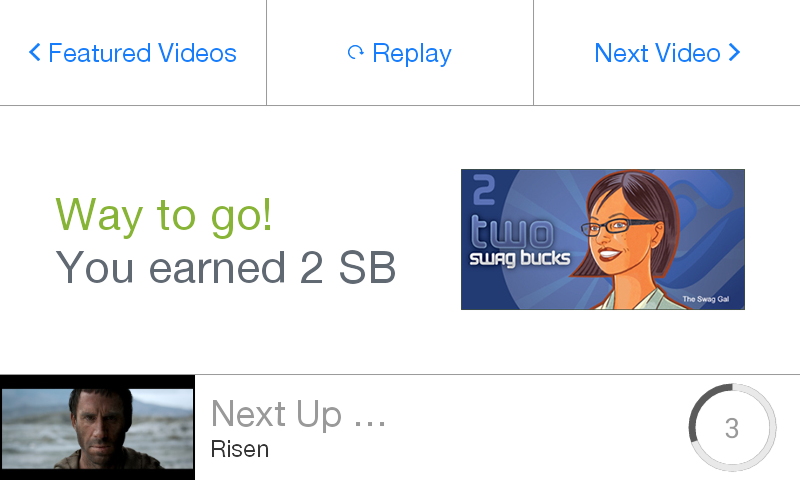 Featured Videos
Replay
Next Video
Way to go!
You earned 2 SB
2
two
swag bucks
The Swag Gal
Next Up ...
Risen
3